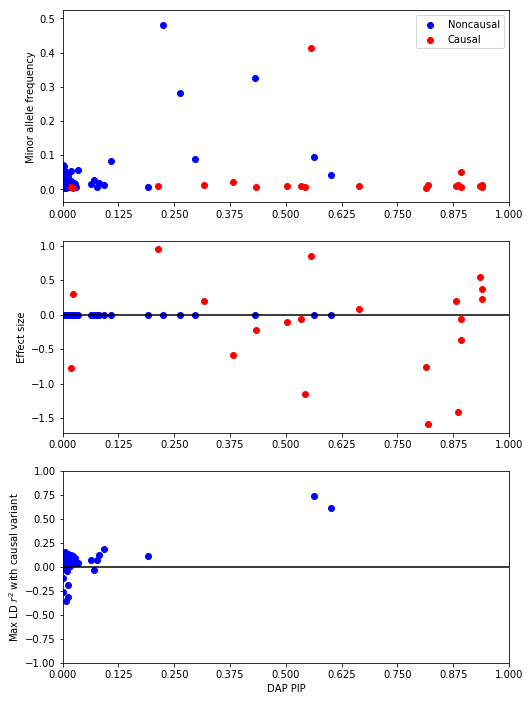 0.5
0.4
0.3
0.2
0.1
0.0
Minor allele frequency
Noncausal
Causal
0.000 0.125 0.250 0.375 0.500 0.625 0.750 0.875 1.000
1.0
0.5
0.0
−0.5
−1.0
−1.5
Effect size
0.000 0.125 0.250 0.375 0.500 0.625 0.750 0.875 1.000
1.00
0.75
0.50
0.25
0.00
−0.25
−0.50
−0.75
−1.00
Max LD r² with causal variant
0.000 0.125 0.250 0.375 0.500 0.625 0.750 0.875 1.000
DAP PIP